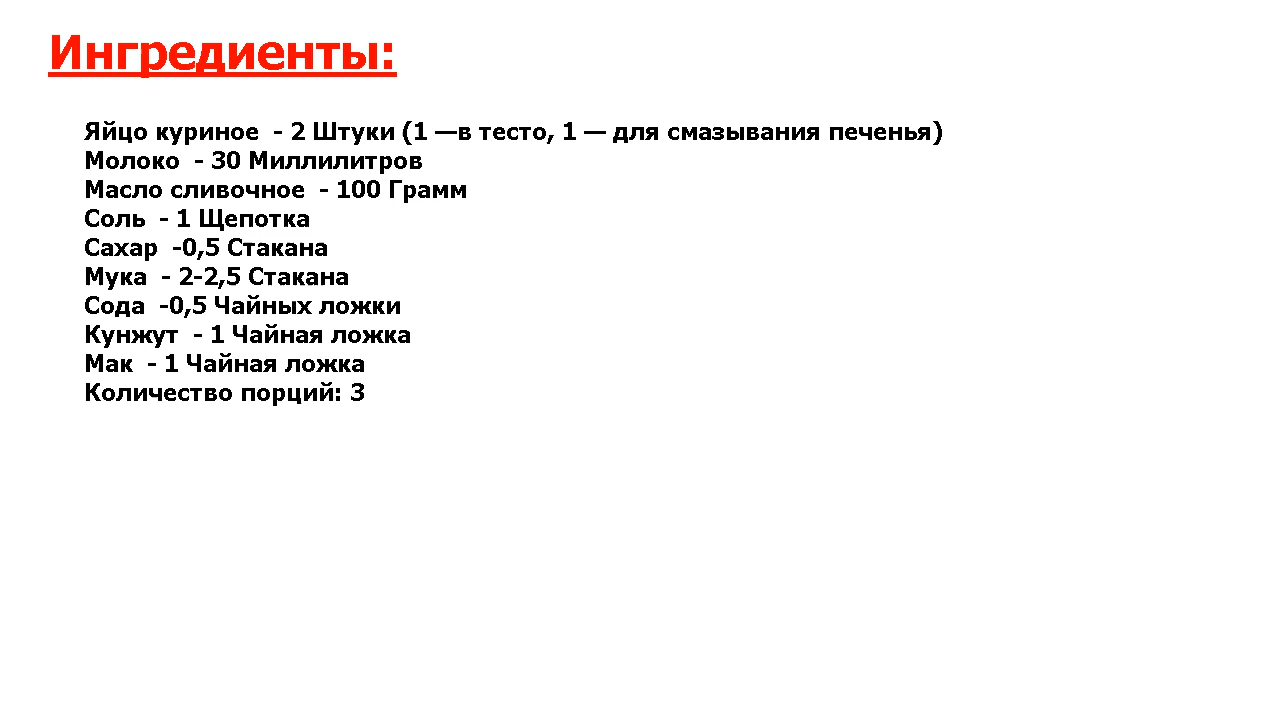 Ингредиенты:
Яйцо куриное  - 2 Штуки (1 —в тесто, 1 — для смазывания печенья)
Молоко  - 30 Миллилитров
Масло сливочное  - 100 Грамм
Соль  - 1 Щепотка
Сахар  -0,5 Стакана
Мука  - 2-2,5 Стакана
Сода  -0,5 Чайных ложки
Кунжут  - 1 Чайная ложка
Мак  - 1 Чайная ложка
Количество порций: 3